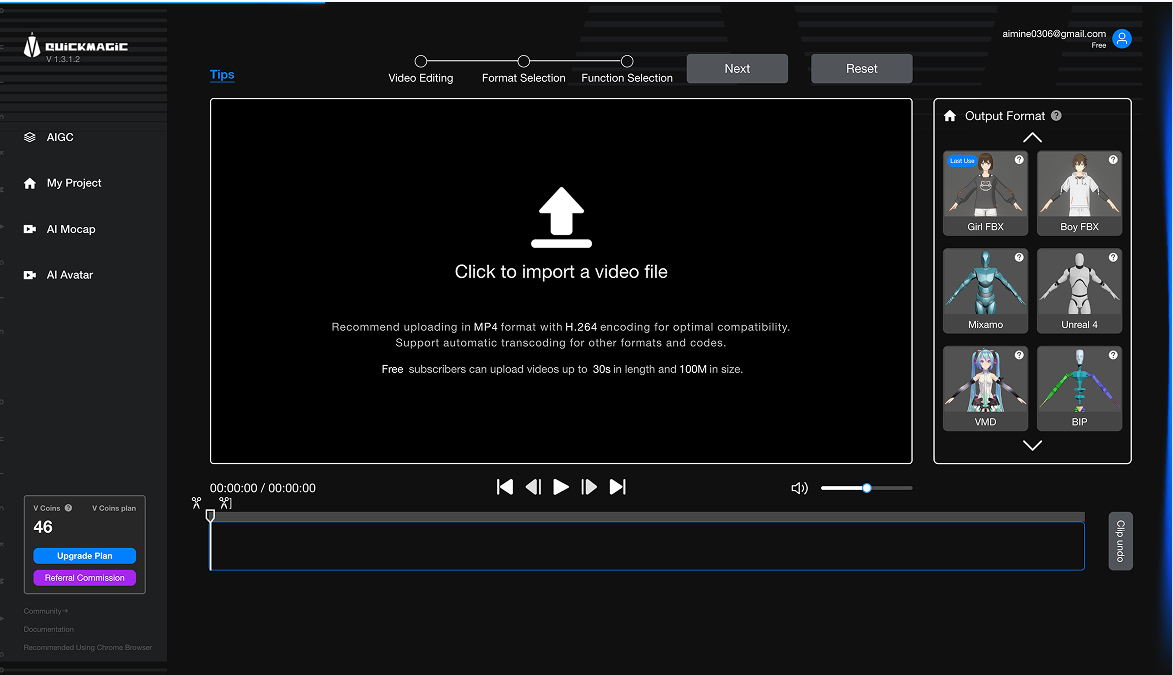 QUICKMAGIC
V 1.3.1.2
AIGC
My Project
AI Mocap
AI Avatar
V Coins ? V Coins plan
46
Upgrade Plan
Referral Commission
Community→
Documentation
Recommended Using Chrome Browser
Tips
Video Editing Format Selection Function Selection
Next
Reset
aimine0306@gmail.com
Free
Click to import a video file
Recommend uploading in MP4 format with H.264 encoding for optimal compatibility.
Support automatic transcoding for other formats and codes.
Free subscribers can upload videos up to 30s in length and 100M in size.
Output Format ?
Last Use ? ?
Girl FBX Boy FBX
? ?
Mixamo Unreal 4
? ?
VMD BIP
00:00:00 / 00:00:00
Clip undo